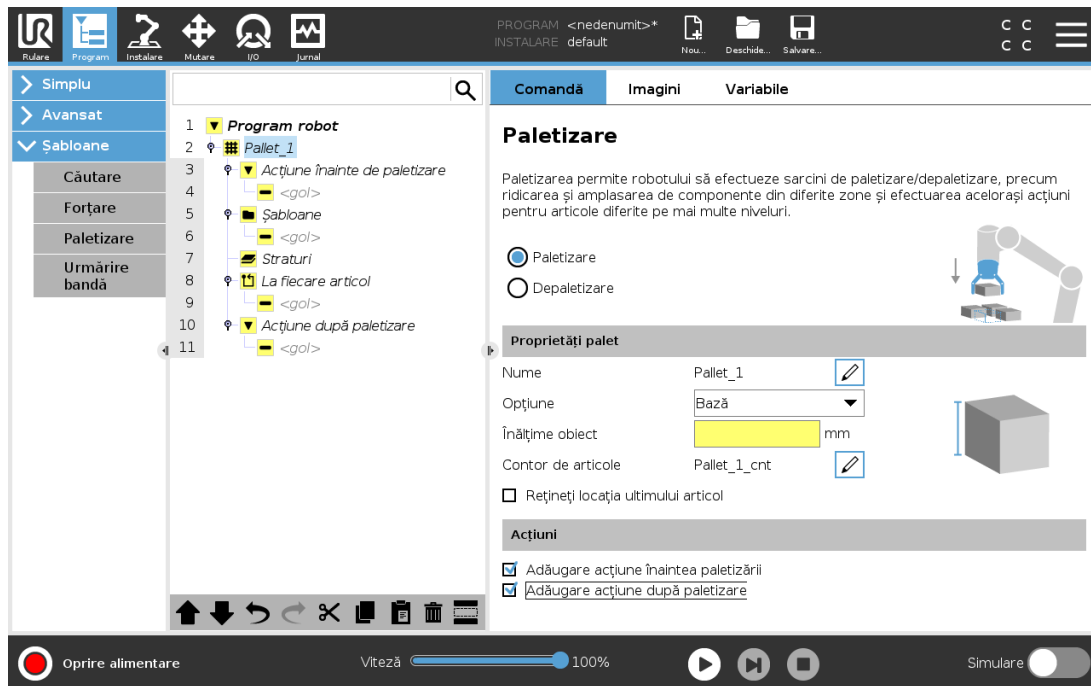 UR
Rulare
Program
Instalare
Mutare
I/O
Jurnal
PROGRAM <nedenumit>*
INSTALARE default
Nou...
Deschide...
Salvare...
C C
C C
Simplu
Avansat
Șabloane
Căutare
Forțare
Paletizare
Urmărire
bandă
1 Program robot
2 Pallet_1
3 Acțiune înainte de paletizare
4 <gol>
5 Șabloane
6 <gol>
7 Straturi
8 La fiecare articol
9 <gol>
10 Acțiune după paletizare
11 <gol>
Comandă Imagini Variabile
Paletizare
Paletizarea permite robotului să efectueze sarcini de paletizare/depaletizare, precum
ridicarea și amplasarea de componente din diferite zone și efectuarea acelorași acțiuni
pentru articole diferite pe mai multe niveluri.
Paletizare
Depaletizare
Proprietăți palet
Nume Pallet_1
Opțiune Bază
Înălțime obiect mm
Contor de articole Pallet_1_cnt
Rețineți locația ultimului articol
Acțiuni
Adăugare acțiune înaintea paletizării
Adăugare acțiune după paletizare
Oprire alimentare
Viteză 100%
Simulare